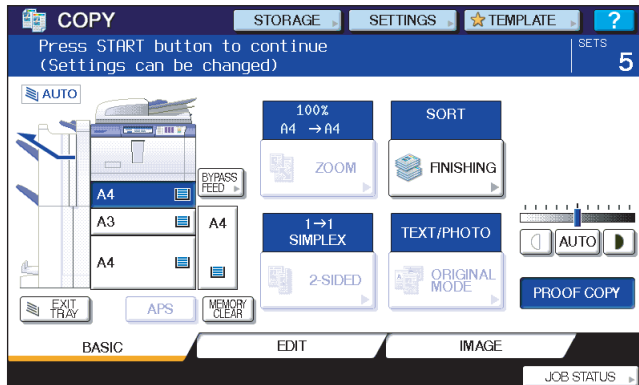 COPY
STORAGE
SETTINGS
TEMPLATE
?
Press START button to continue
(Settings can be changed)
SETS
5
AUTO
100%
A4 →A4
ZOOM
SORT
FINISHING
BYPASS
FEED
A4
A3
A4
A4
1→1
SIMPLEX
2-SIDED
TEXT/PHOTO
ORIGINAL
MODE
AUTO
PROOF COPY
EXIT
TRAY
APS
MEMORY
CLEAR
BASIC
EDIT
IMAGE
JOB STATUS